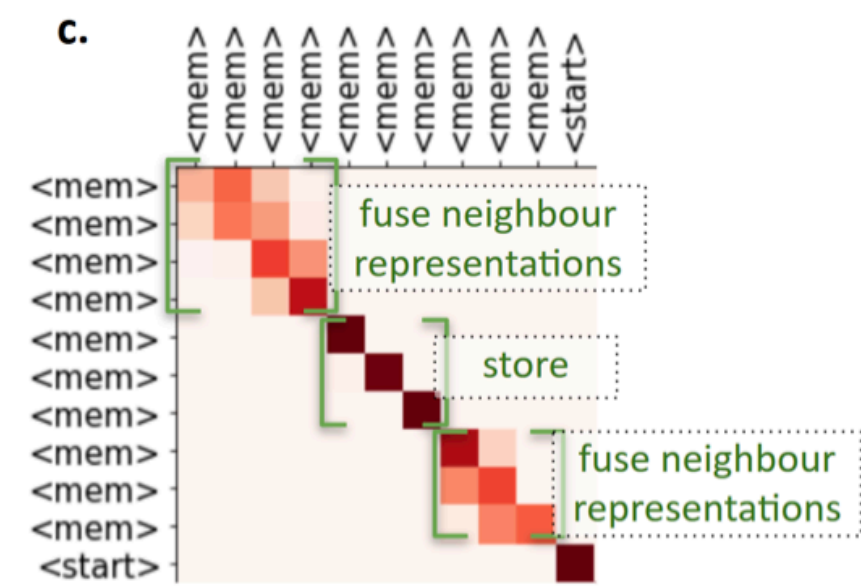 c.
<mem> <mem> <mem> <mem> <mem> <mem> <mem> <mem> <mem> <mem> <start>
<mem>
<mem> fuse neighbour
<mem> representations
<mem>
<mem> store
<mem>
<mem>
<mem> fuse neighbour
<mem> representations
<mem>
<start>